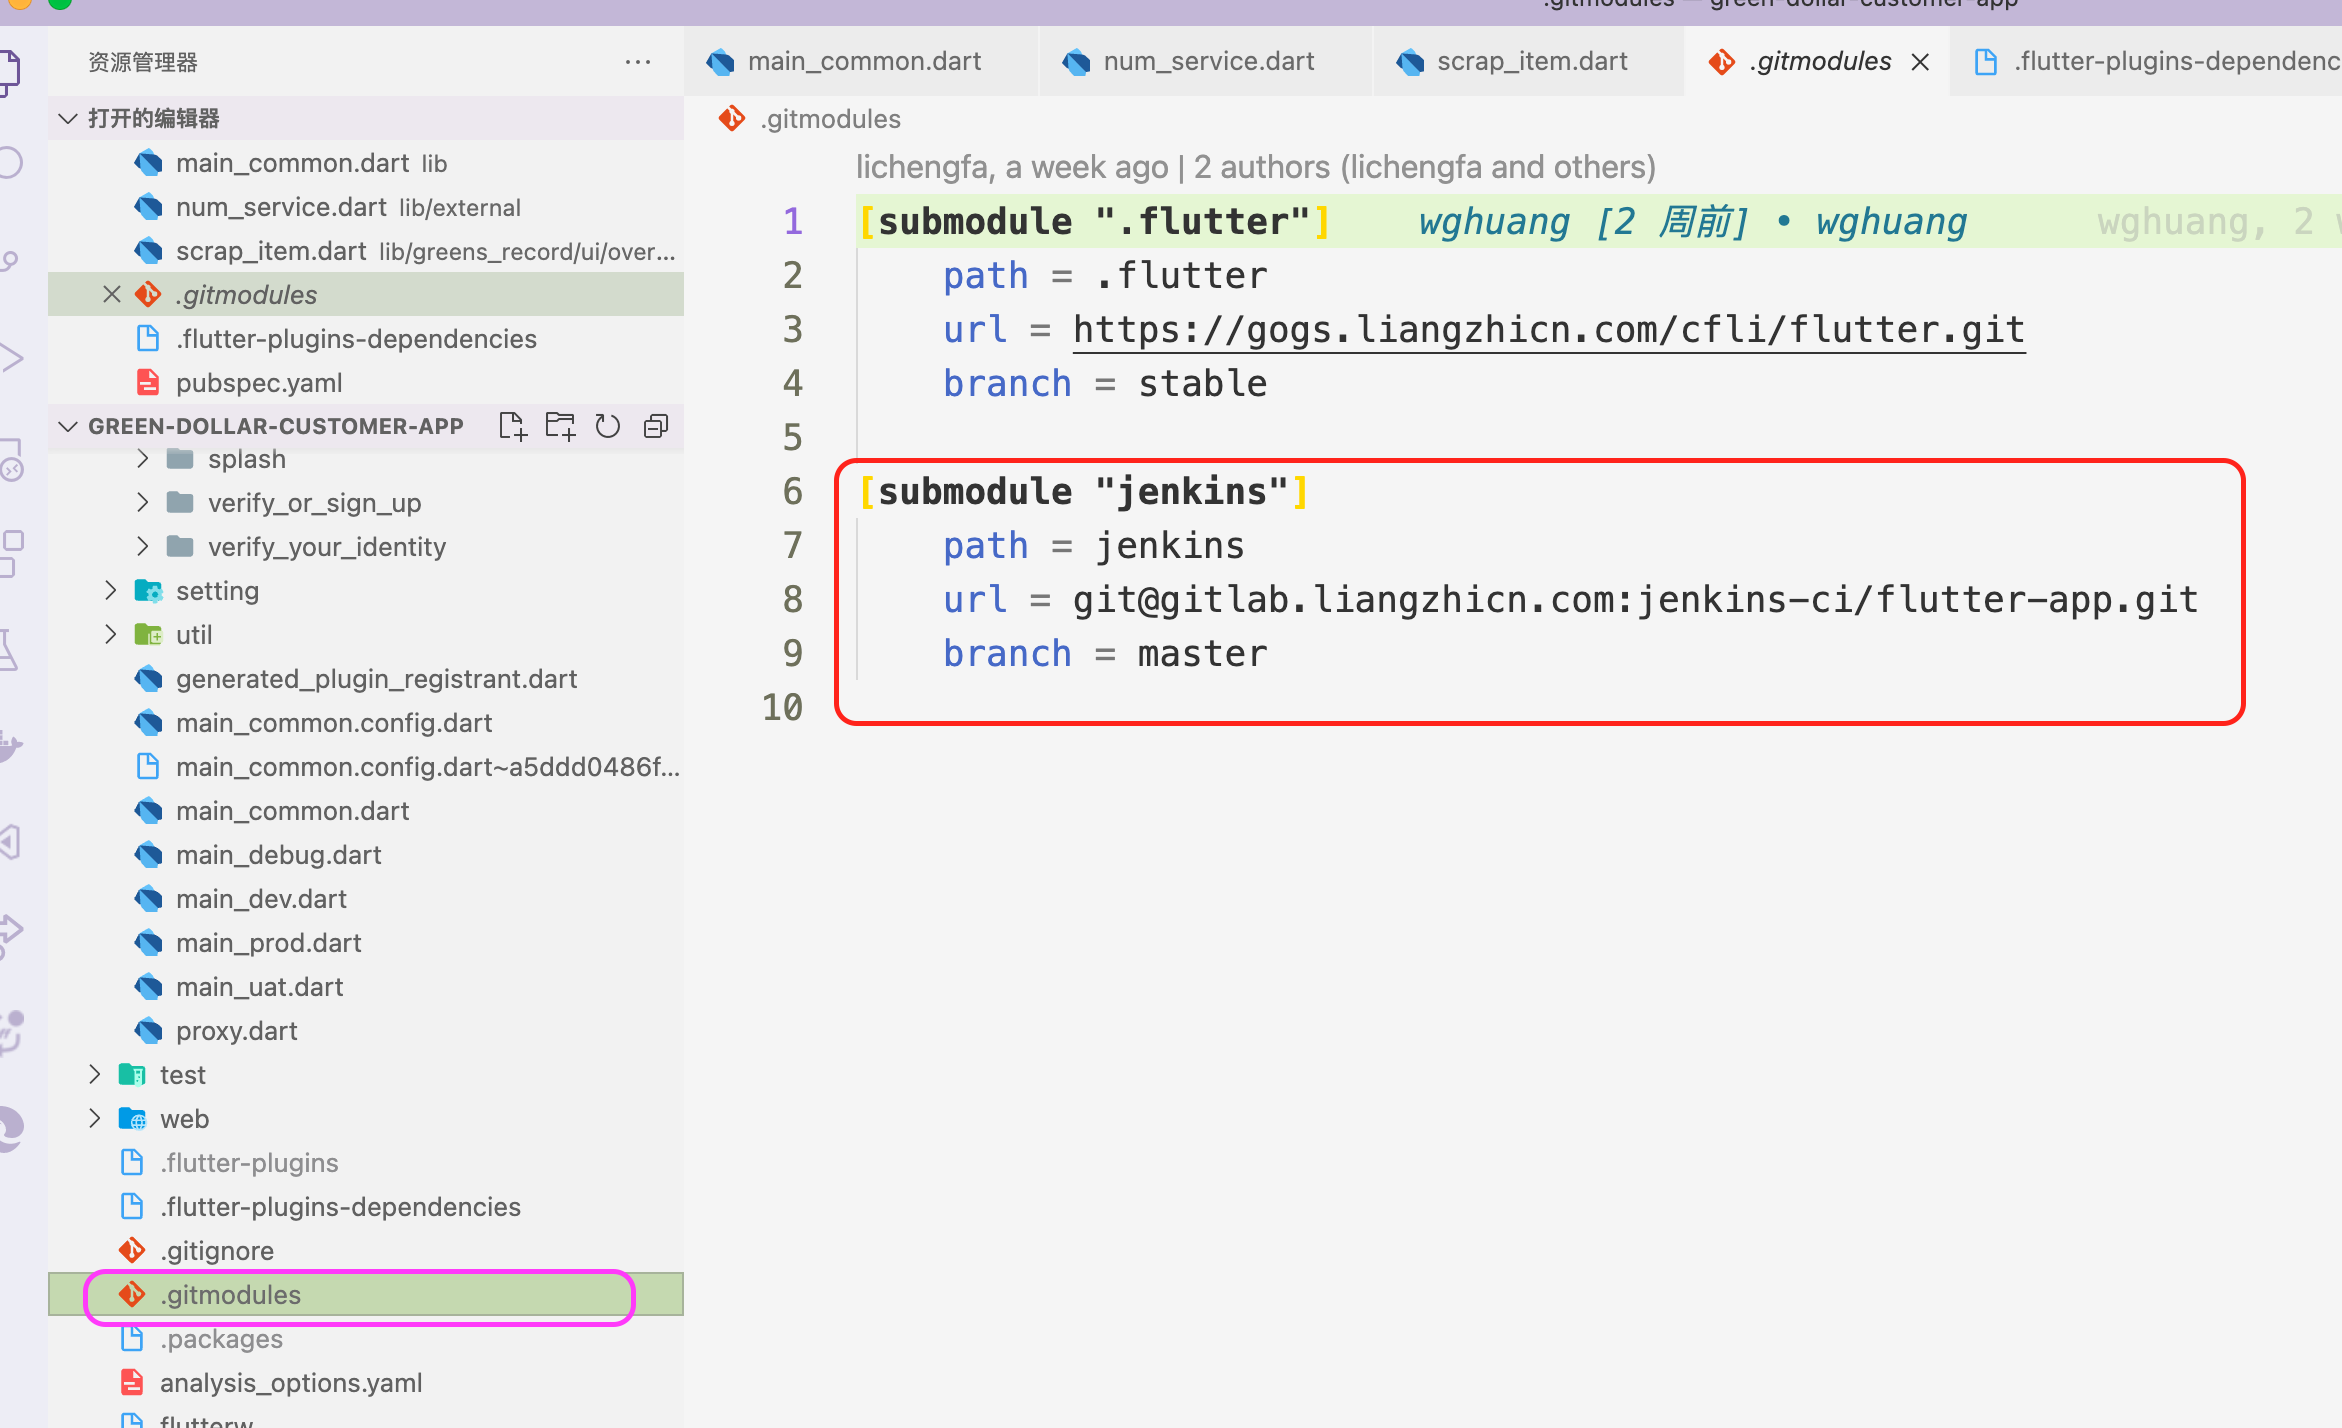 .gitmodules — green-dollar-customer-app
资源管理器
main_common.dart
num_service.dart
scrap_item.dart
.gitmodules
.flutter-plugins-dependenc
打开的编辑器
main_common.dart lib
num_service.dart lib/external
scrap_item.dart lib/greens_record/ui/over...
.gitmodules
.flutter-plugins-dependencies
pubspec.yaml
GREEN-DOLLAR-CUSTOMER-APP
splash
verify_or_sign_up
verify_your_identity
setting
util
generated_plugin_registrant.dart
main_common.config.dart
main_common.config.dart~a5ddd0486f...
main_common.dart
main_debug.dart
main_dev.dart
main_prod.dart
main_uat.dart
proxy.dart
test
web
.flutter-plugins
.flutter-plugins-dependencies
.gitignore
.gitmodules
.packages
analysis_options.yaml
flutterw
.gitmodules
lichengfa, a week ago | 2 authors (lichengfa and others)
1 [submodule ".flutter"] wghuang [2 周前] • wghuang wghuang, 2 w
2 path = .flutter
3 url = https://gogs.liangzhicn.com/cfli/flutter.git
4 branch = stable
5
6 [submodule "jenkins"]
7 path = jenkins
8 url = git@gitlab.liangzhicn.com:jenkins-ci/flutter-app.git
9 branch = master
10